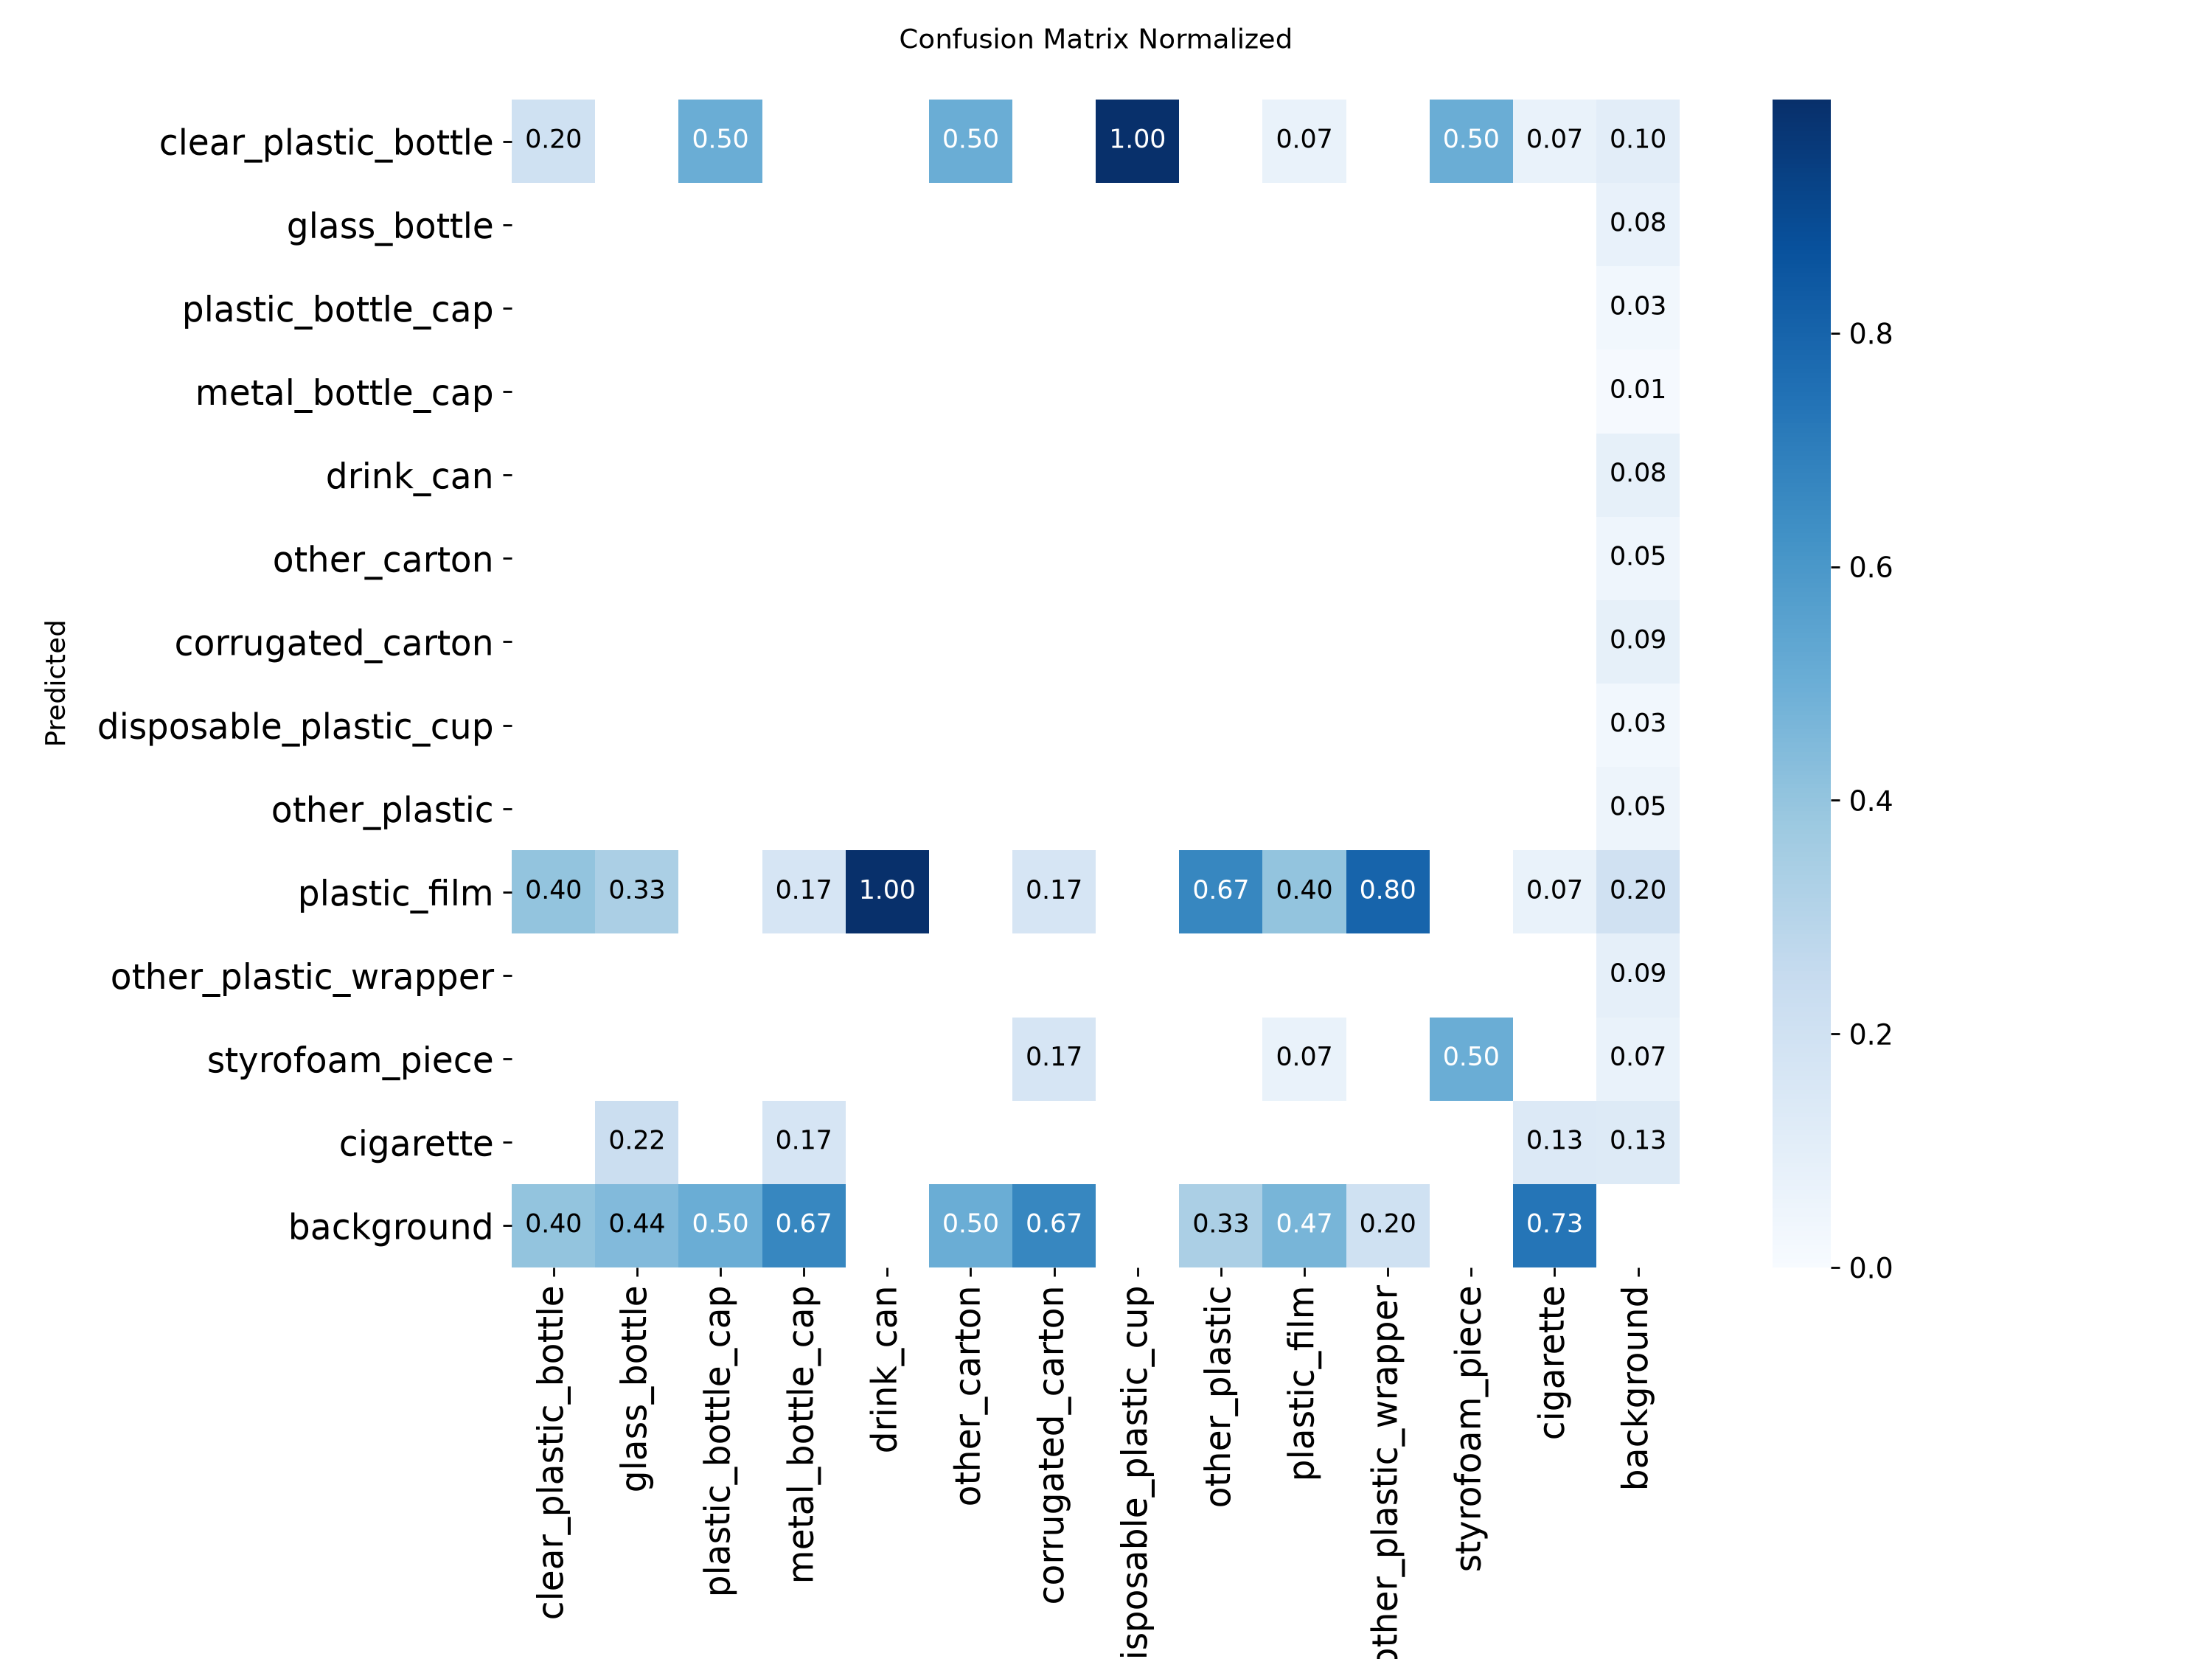 Confusion Matrix Normalized
Predicted
clear_plastic_bottle 0.20 0.50 0.50 1.00 0.07 0.50 0.07 0.10
glass_bottle 0.08
plastic_bottle_cap 0.03
metal_bottle_cap 0.01
drink_can 0.08
other_carton 0.05
corrugated_carton 0.09
disposable_plastic_cup 0.03
other_plastic 0.05
plastic_film 0.40 0.33 0.17 1.00 0.17 0.67 0.40 0.80 0.07 0.20
other_plastic_wrapper 0.09
styrofoam_piece 0.17 0.07 0.50 0.07
cigarette 0.22 0.17 0.13 0.13
background 0.40 0.44 0.50 0.67 0.50 0.67 0.33 0.47 0.20 0.73
clear_plastic_bottle
glass_bottle
plastic_bottle_cap
metal_bottle_cap
drink_can
other_carton
corrugated_carton
isposable_plastic_cup
other_plastic
plastic_film
other_plastic_wrapper
styrofoam_piece
cigarette
background
0.8
0.6
0.4
0.2
0.0